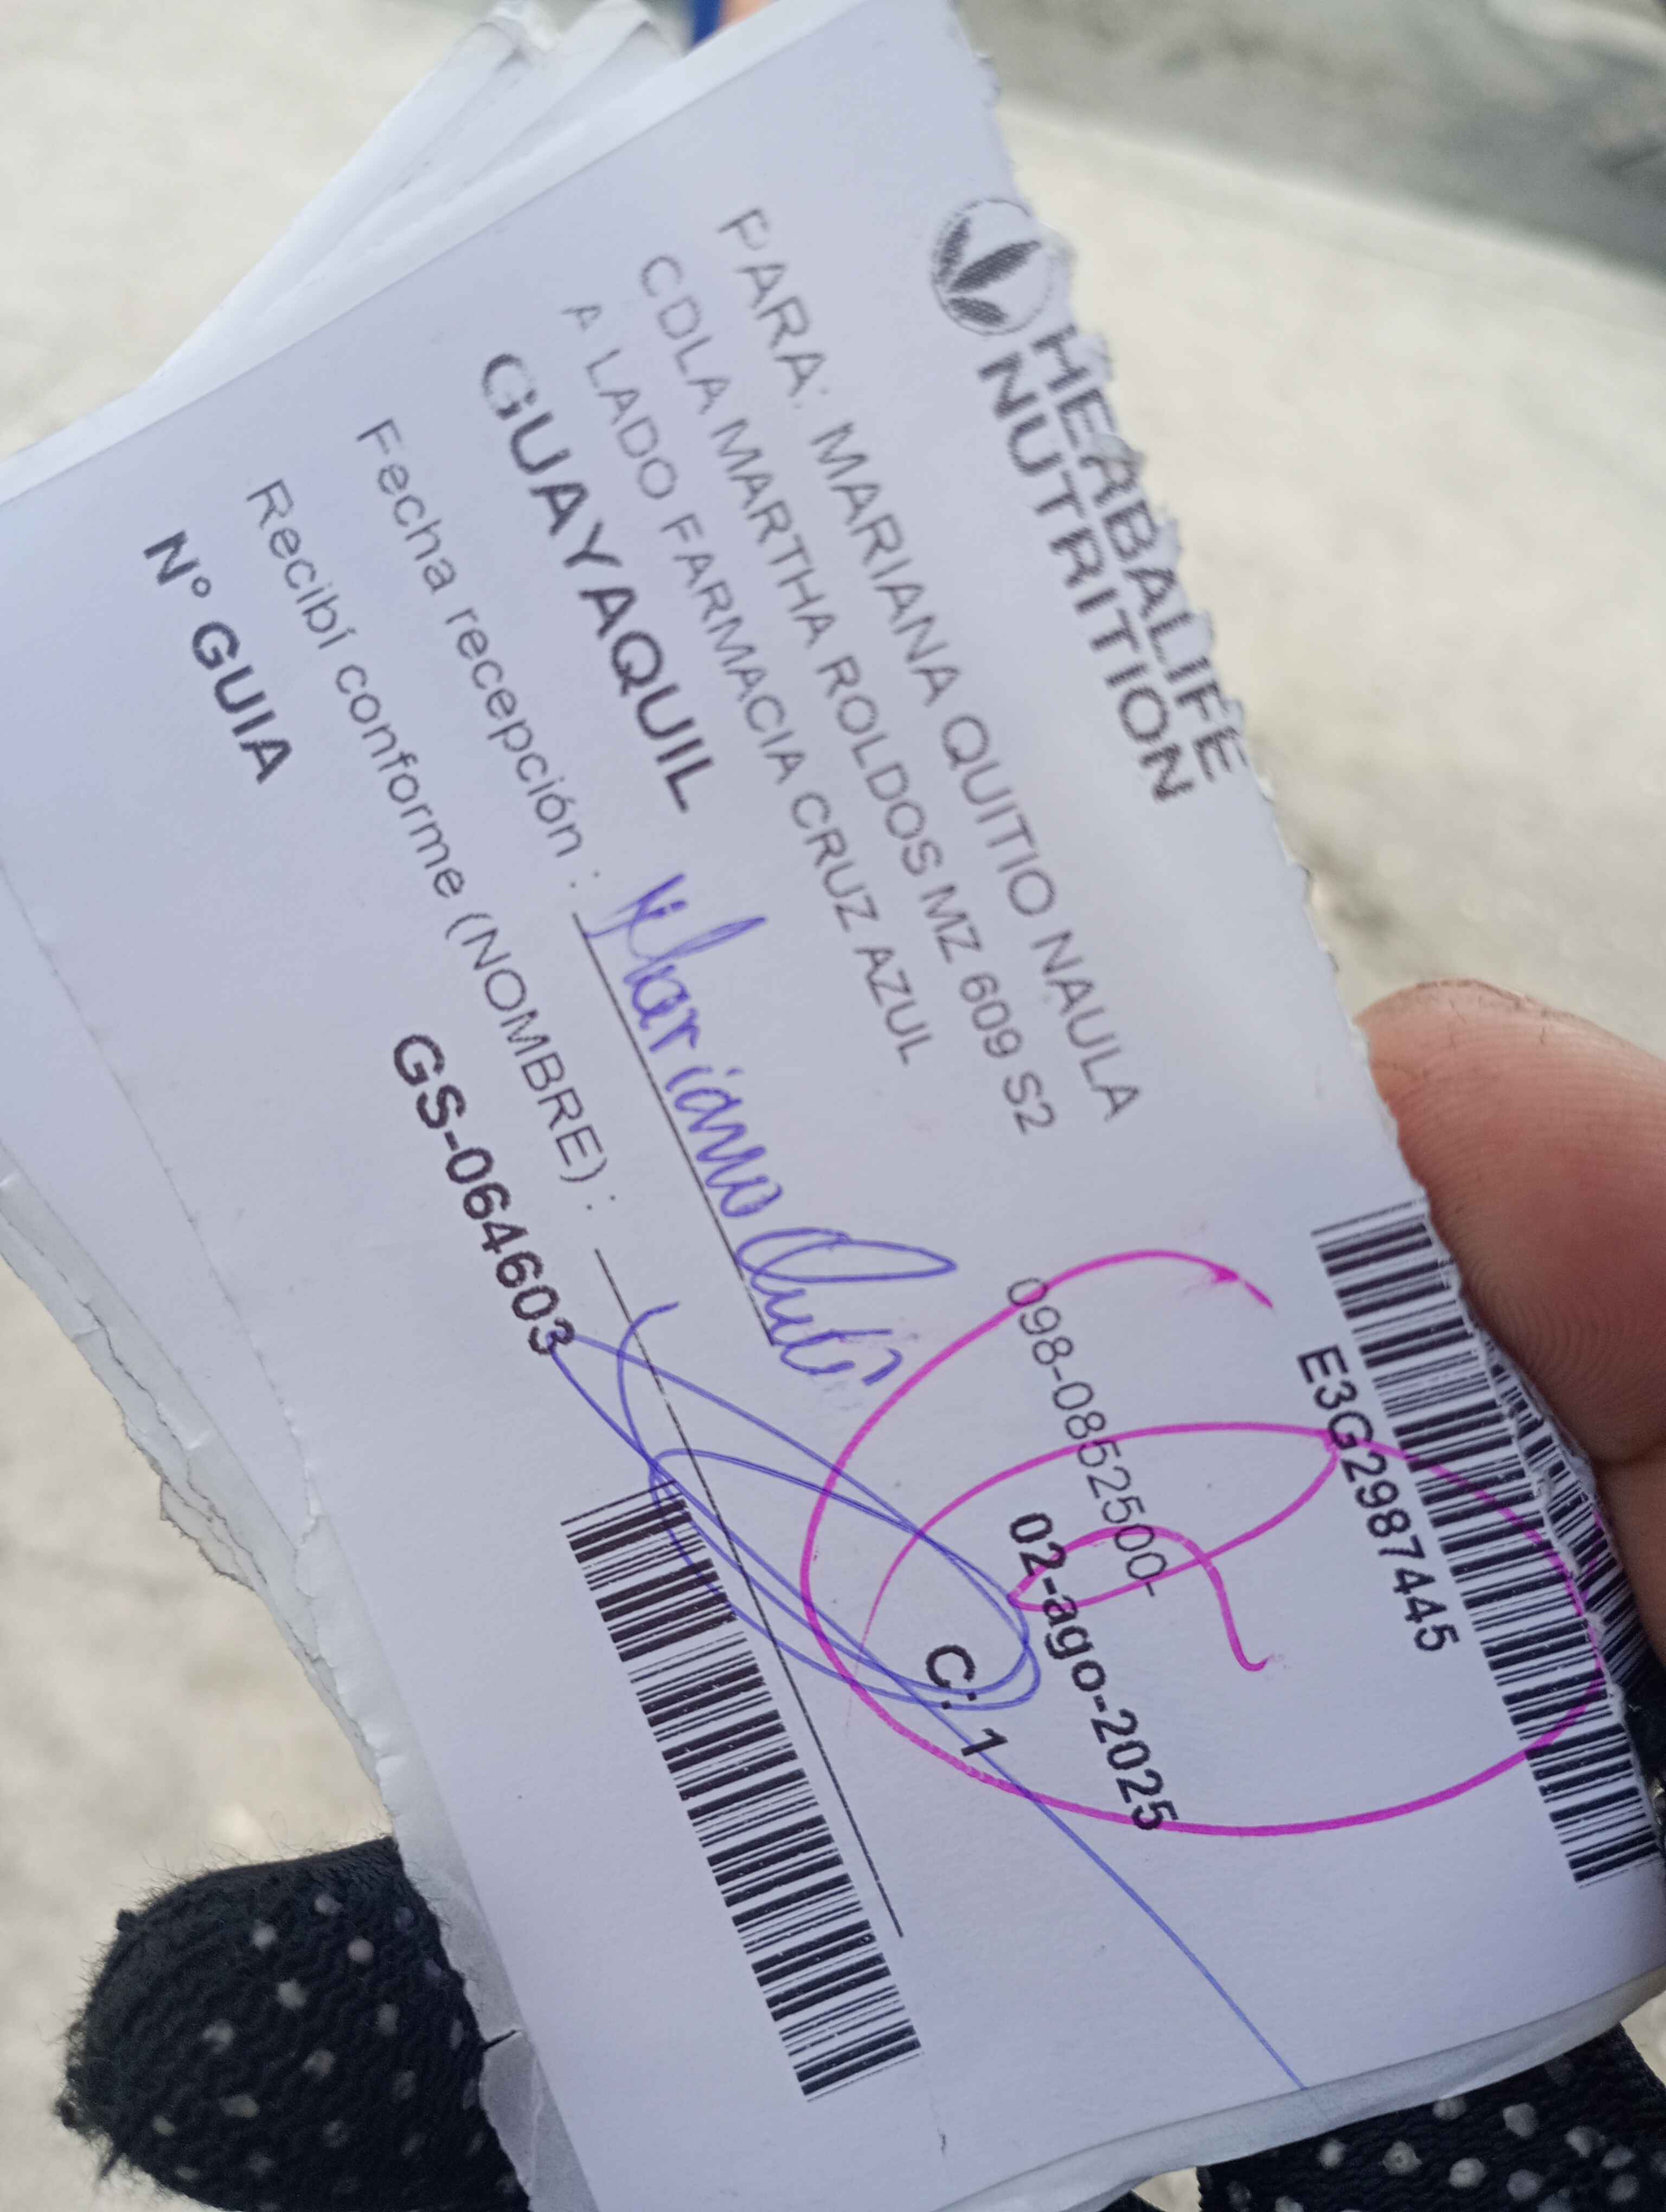 HERBALIFE
NUTRITION
E3G2987445
PARA: MARIANA QUITIO NAULA
CDLA MARTHA ROLDOS MZ 609 S2
098-0852500-
A LADO FARMACIA CRUZ AZUL
02-ago-2025
GUAYAQUIL
C: 1
Fecha recepción :
Recibí conforme (NOMBRE) :
N° GUIA
GS-064603